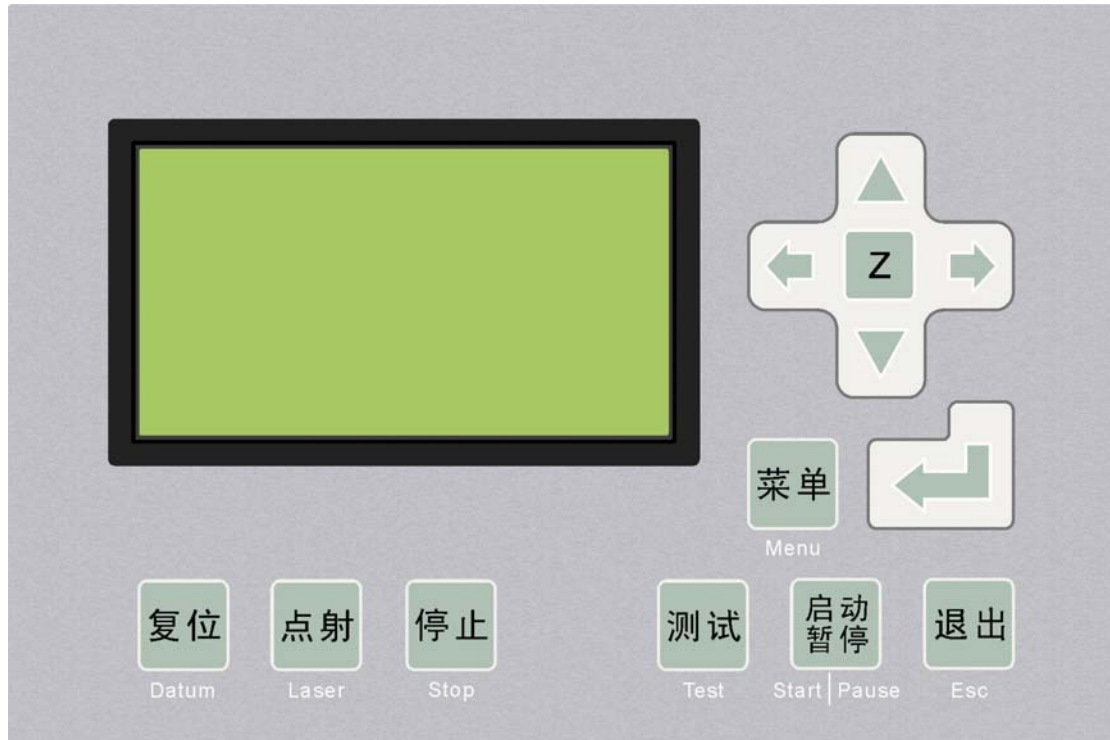 Z
菜单
Menu
复位
点射
停止
测试
启动
暂停
退出
Datum
Laser
Stop
Test
Start | Pause
Esc